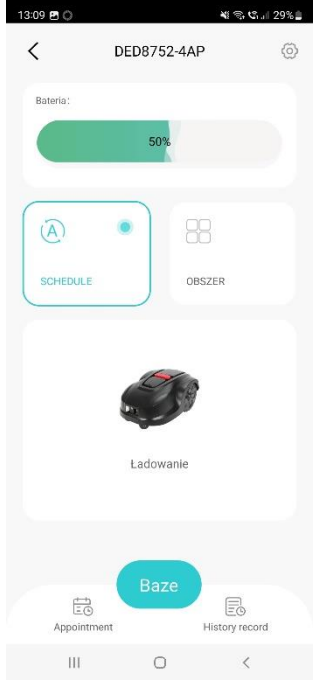 13:09 29%
DED8752-4AP
Bateria:
50%
SCHEDULE OBSZER
Ładowanie
Baze
Appointment History record